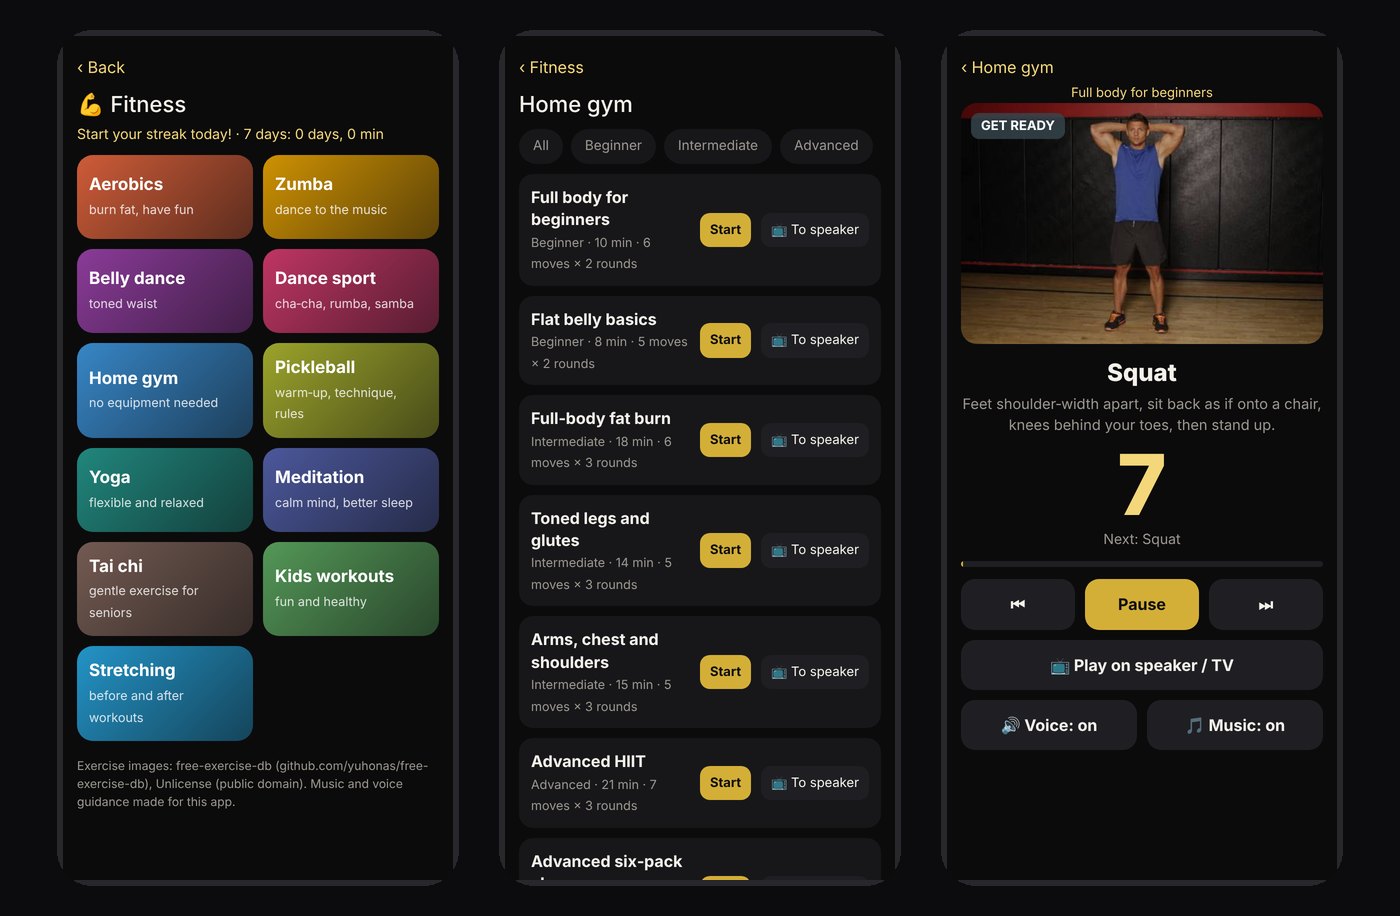 ‹ Back
💪 Fitness
Start your streak today! · 7 days: 0 days, 0 min
Aerobics
burn fat, have fun
Zumba
dance to the music
Belly dance
toned waist
Dance sport
cha-cha, rumba, samba
Home gym
no equipment needed
Pickleball
warm-up, technique,
rules
Yoga
flexible and relaxed
Meditation
calm mind, better sleep
Tai chi
gentle exercise for
seniors
Kids workouts
fun and healthy
Stretching
before and after
workouts
Exercise images: free-exercise-db (github.com/yuhonas/free-
exercise-db), Unlicense (public domain). Music and voice
guidance made for this app.
‹ Fitness
Home gym
All
Beginner
Intermediate
Advanced
Full body for
beginners
Beginner · 10 min · 6
moves × 2 rounds
Start
📺 To speaker
Flat belly basics
Beginner · 8 min · 5 moves
× 2 rounds
Start
📺 To speaker
Full-body fat burn
Intermediate · 18 min · 6
moves × 3 rounds
Start
📺 To speaker
Toned legs and
glutes
Intermediate · 14 min · 5
moves × 3 rounds
Start
📺 To speaker
Arms, chest and
shoulders
Intermediate · 15 min · 5
moves × 3 rounds
Start
📺 To speaker
Advanced HIIT
Advanced · 21 min · 7
moves × 3 rounds
Start
📺 To speaker
Advanced six-pack
‹ Home gym
Full body for beginners
GET READY
Squat
Feet shoulder-width apart, sit back as if onto a chair,
knees behind your toes, then stand up.
7
Next: Squat
⏮
Pause
⏭
📺 Play on speaker / TV
🔊 Voice: on
🎵 Music: on